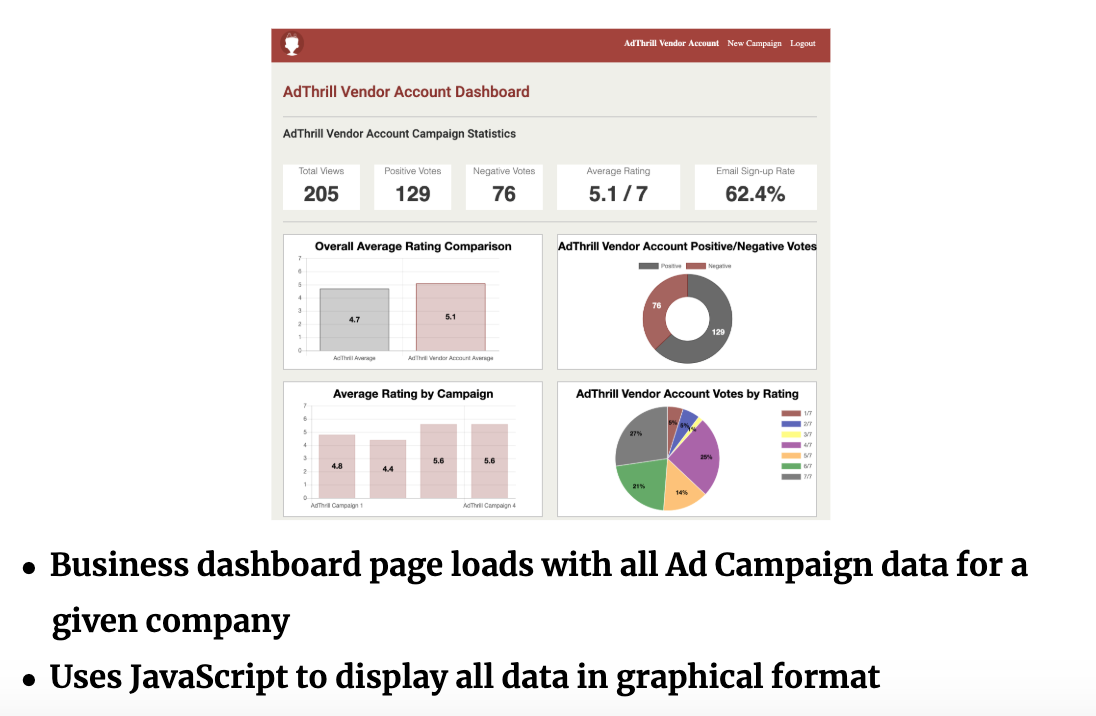 AdThrill Vendor Account New Campaign Logout
AdThrill Vendor Account Dashboard
AdThrill Vendor Account Campaign Statistics
Total Views Positive Votes Negative Votes Average Rating Email Sign-up Rate
205 129 76 5.1 / 7 62.4%
Overall Average Rating Comparison
7
6
5
4
3
2
1
0
4.7
5.1
AdThrill Average AdThrill Vendor Account Average
AdThrill Vendor Account Positive/Negative Votes
Positive Negative
76
129
Average Rating by Campaign
7
6
5
4
3
2
1
0
4.8 4.4 5.6 5.6
AdThrill Campaign 1 AdThrill Campaign 4
AdThrill Vendor Account Votes by Rating
27%
21%
14%
1/7
2/7
3/7
4/7
5/7
6/7
7/7
• Business dashboard page loads with all Ad Campaign data for a
given company
• Uses JavaScript to display all data in graphical format